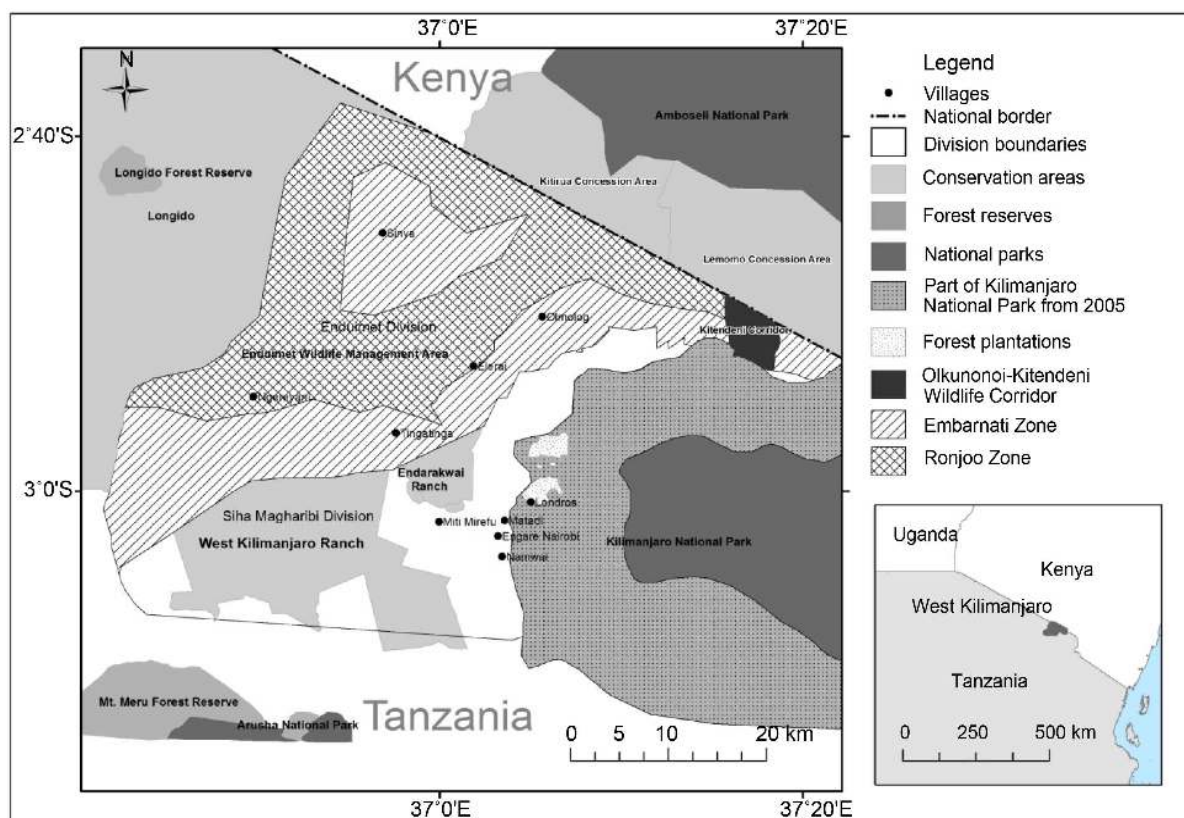 37°0'E
37°20'E
N
Kenya
2°40'S
Amboseli National Park
Longido Forest Reserve
Kitirua Concession Area
Longido
Sinya
Lemomo Concession Area
Olmolog
Enduimet Division
Kitendeni Corridor
Enduimet Wildlife Management Area
Elerai
Ngereyani
Tingatinga
Endarakwai
Ranch
3°0'S
Londros
Siha Magharibi Division
Miti Mirefu
Matadi
West Kilimanjaro Ranch
Engare Nairobi
Kilimanjaro National Park
Namwai
Mt. Meru Forest Reserve
Arusha National Park
Tanzania
0 5 10 20 km
37°0'E
37°20'E
Legend
Villages
National border
Division boundaries
Conservation areas
Forest reserves
National parks
Part of Kilimanjaro
National Park from 2005
Forest plantations
Olkunonoi-Kitendeni
Wildlife Corridor
Embarnati Zone
Ronjoo Zone
Uganda
Kenya
West Kilimanjaro
Tanzania
0 250 500 km